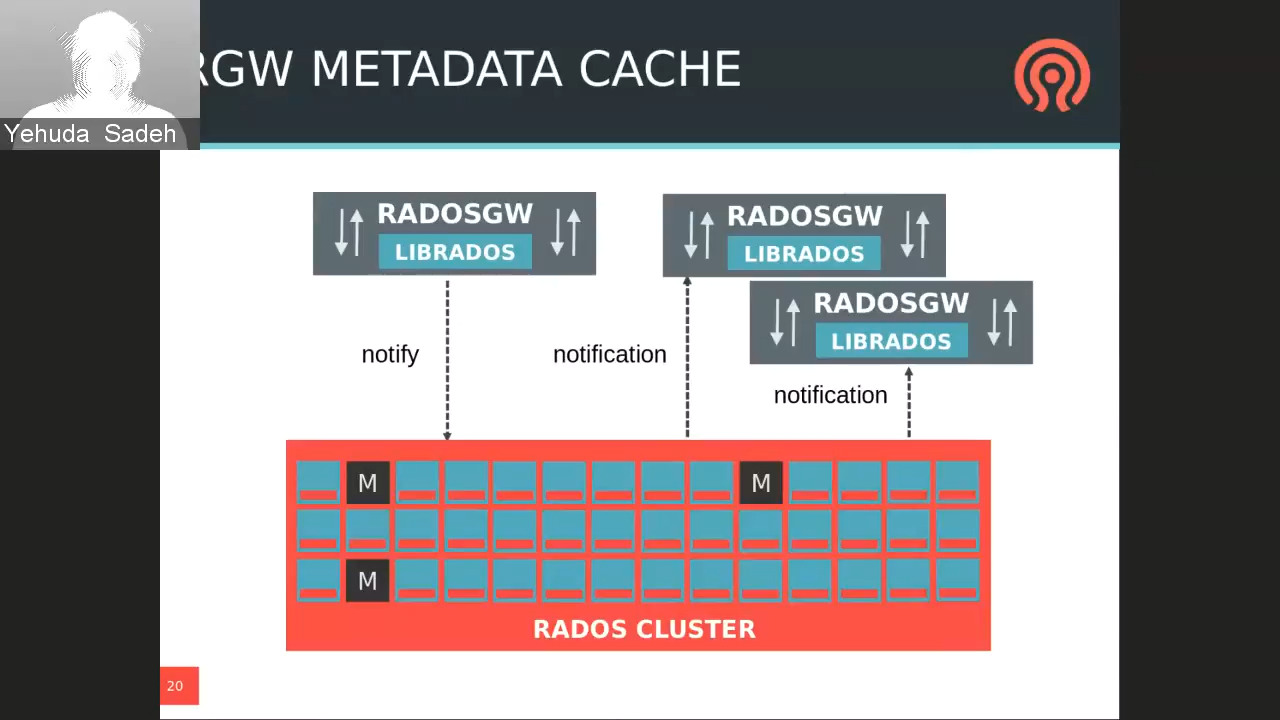 RGW METADATA CACHE
Yehuda Sadeh
RADOSGW
LIBRADOS
RADOSGW
LIBRADOS
RADOSGW
LIBRADOS
notify
notification
notification
M
M
M
RADOS CLUSTER
20